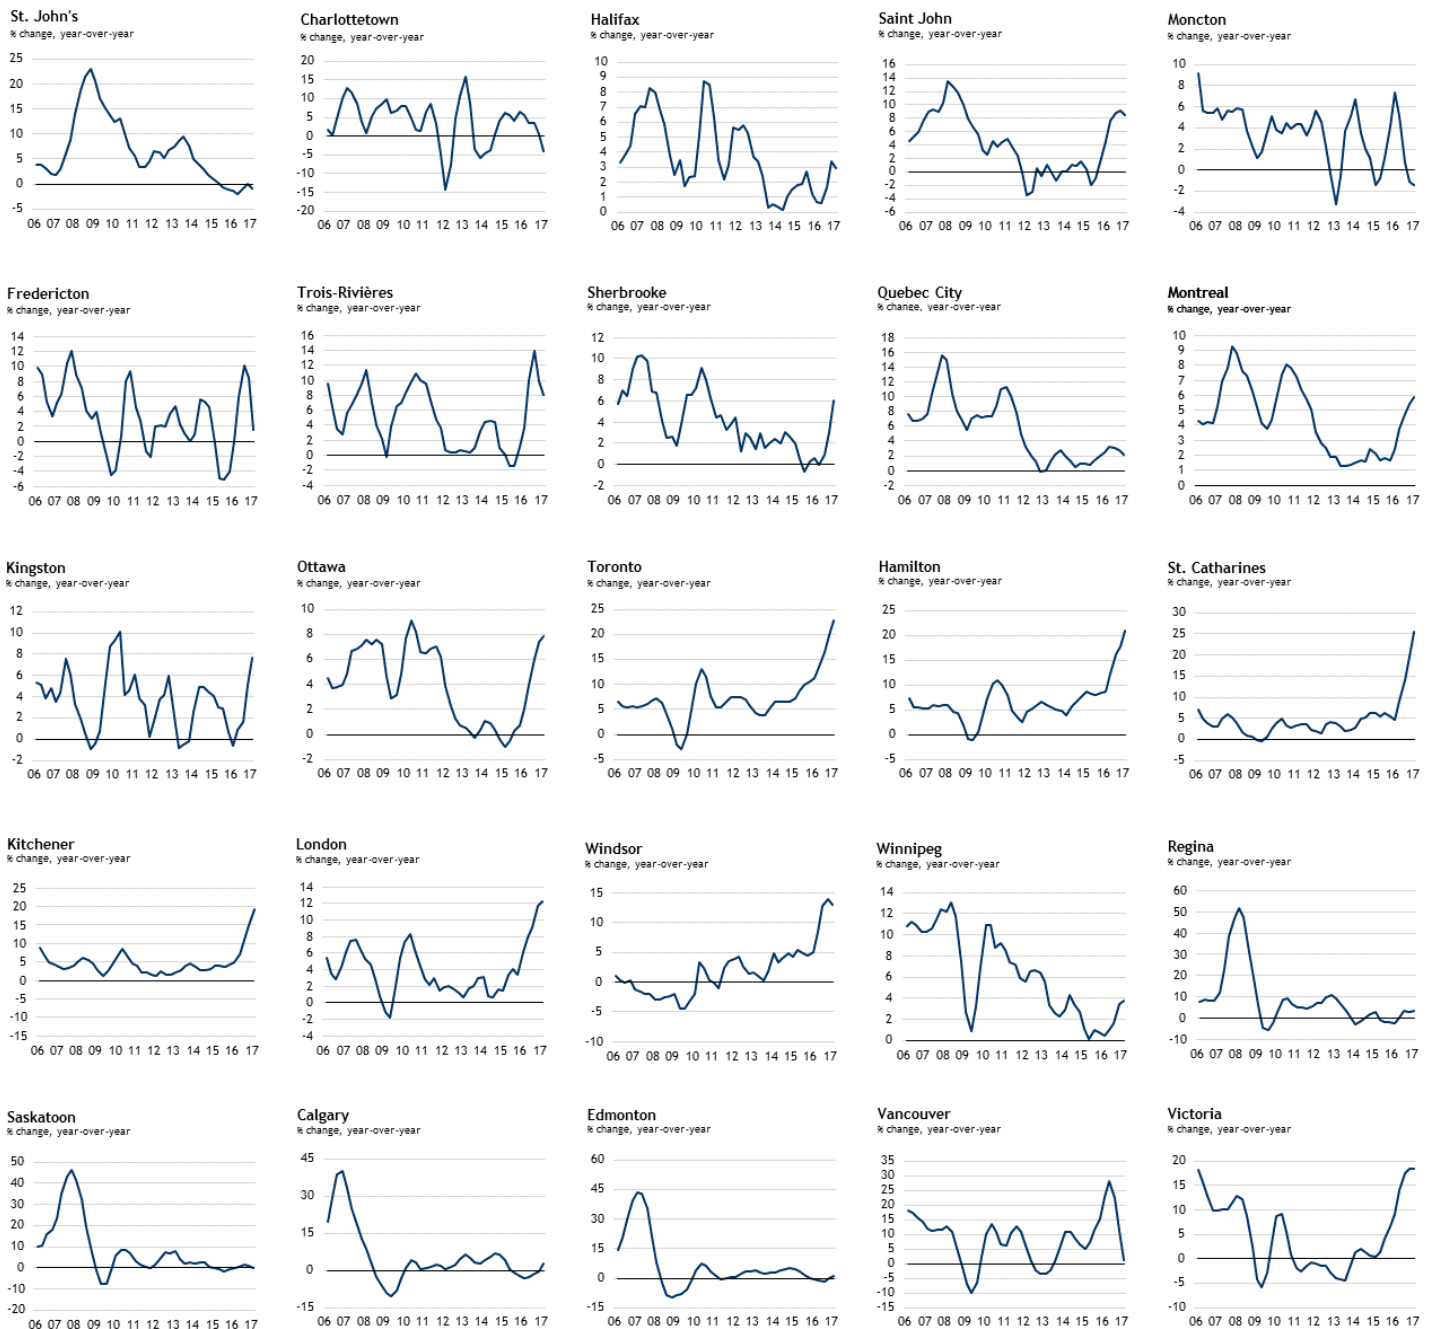 St. John's
% change, year-over-year
25
20
15
10
5
0
-5
06 07 08 09 10 11 12 13 14 15 16 17
Charlottetown
% change, year-over-year
20
15
10
5
0
-5
-10
-15
-20
06 07 08 09 10 11 12 13 14 15 16 17
Halifax
% change, year-over-year
10
9
8
7
6
5
4
3
2
1
0
06 07 08 09 10 11 12 13 14 15 16 17
Saint John
% change, year-over-year
16
14
12
10
8
6
4
2
0
-2
-4
-6
06 07 08 09 10 11 12 13 14 15 16 17
Moncton
% change, year-over-year
10
8
6
4
2
0
-2
-4
06 07 08 09 10 11 12 13 14 15 16 17
Fredericton
% change, year-over-year
14
12
10
8
6
4
2
0
-2
-4
-6
06 07 08 09 10 11 12 13 14 15 16 17
Trois-Rivières
% change, year-over-year
16
14
12
10
8
6
4
2
0
-2
-4
06 07 08 09 10 11 12 13 14 15 16 17
Sherbrooke
% change, year-over-year
12
10
8
6
4
2
0
-2
06 07 08 09 10 11 12 13 14 15 16 17
Quebec City
% change, year-over-year
18
16
14
12
10
8
6
4
2
0
-2
06 07 08 09 10 11 12 13 14 15 16 17
Montreal
% change, year-over-year
10
9
8
7
6
5
4
3
2
1
0
06 07 08 09 10 11 12 13 14 15 16 17
Kingston
% change, year-over-year
12
10
8
6
4
2
0
-2
06 07 08 09 10 11 12 13 14 15 16 17
Ottawa
% change, year-over-year
10
8
6
4
2
0
-2
06 07 08 09 10 11 12 13 14 15 16 17
Toronto
% change, year-over-year
25
20
15
10
5
0
-5
06 07 08 09 10 11 12 13 14 15 16 17
Hamilton
% change, year-over-year
25
20
15
10
5
0
-5
06 07 08 09 10 11 12 13 14 15 16 17
St. Catharines
% change, year-over-year
30
25
20
15
10
5
0
-5
06 07 08 09 10 11 12 13 14 15 16 17
Kitchener
% change, year-over-year
25
20
15
10
5
0
-5
-10
-15
06 07 08 09 10 11 12 13 14 15 16 17
London
% change, year-over-year
14
12
10
8
6
4
2
0
-2
-4
06 07 08 09 10 11 12 13 14 15 16 17
Windsor
% change, year-over-year
15
10
5
0
-5
-10
06 07 08 09 10 11 12 13 14 15 16 17
Winnipeg
% change, year-over-year
14
12
10
8
6
4
2
0
06 07 08 09 10 11 12 13 14 15 16 17
Regina
% change, year-over-year
60
50
40
30
20
10
0
-10
06 07 08 09 10 11 12 13 14 15 16 17
Saskatoon
% change, year-over-year
50
40
30
20
10
0
-10
-20
06 07 08 09 10 11 12 13 14 15 16 17
Calgary
% change, year-over-year
45
30
15
0
-15
06 07 08 09 10 11 12 13 14 15 16 17
Edmonton
% change, year-over-year
60
45
30
15
0
-15
06 07 08 09 10 11 12 13 14 15 16 17
Vancouver
% change, year-over-year
35
30
25
20
15
10
5
0
-5
-10
-15
06 07 08 09 10 11 12 13 14 15 16 17
Victoria
% change, year-over-year
20
15
10
5
0
-5
-10
06 07 08 09 10 11 12 13 14 15 16 17